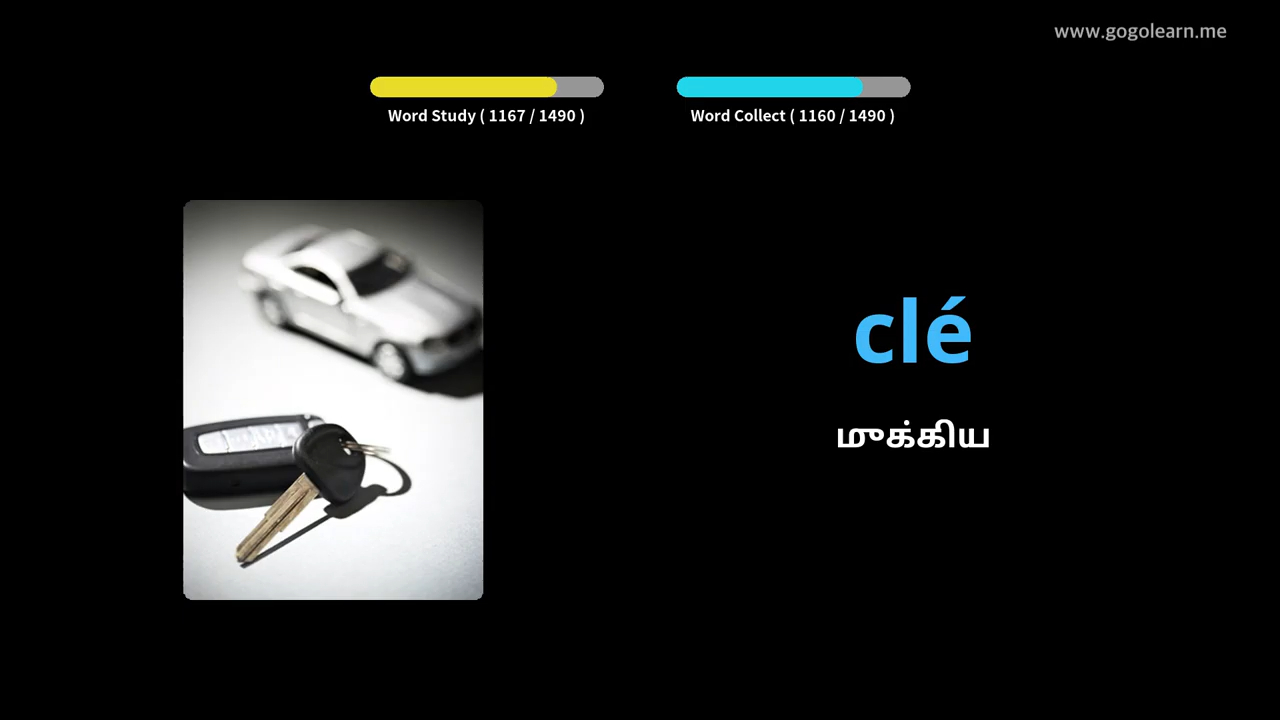 www.gogolearn.me
Word Study ( 1167 / 1490 )
Word Collect ( 1160 / 1490 )
clé
முக்கிய